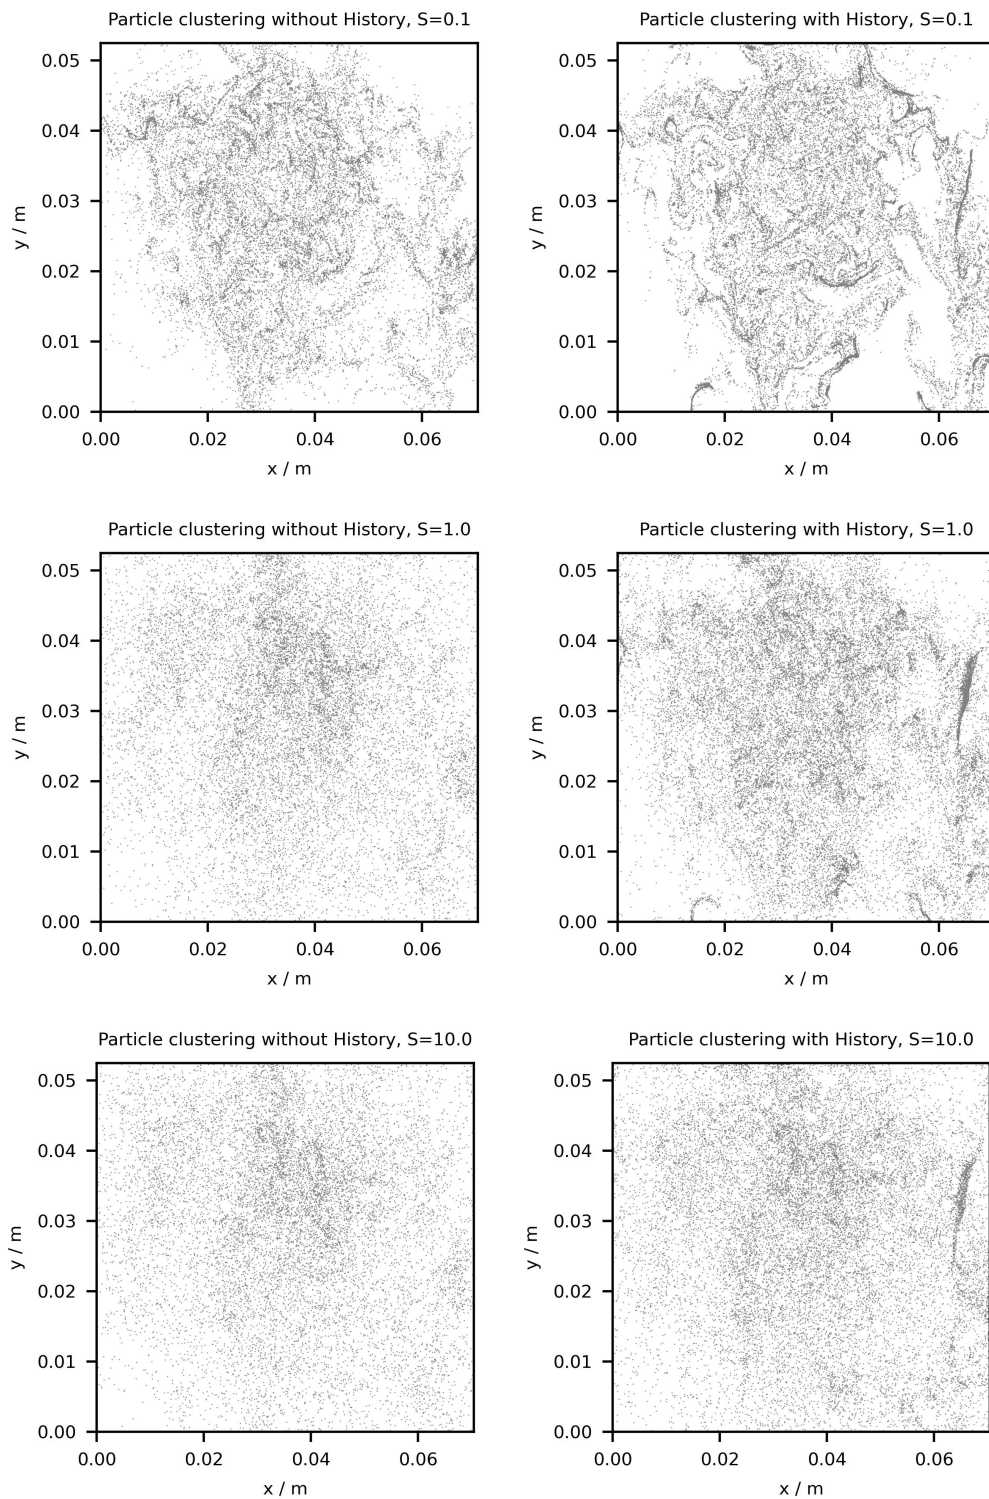 Particle clustering without History, S=0.1
Particle clustering with History, S=0.1
0.05
0.04
0.03
0.02
0.01
0.00
y / m
0.00 0.02 0.04 0.06
x / m
0.05
0.04
0.03
0.02
0.01
0.00
y / m
0.00 0.02 0.04 0.06
x / m
Particle clustering without History, S=1.0
Particle clustering with History, S=1.0
0.05
0.04
0.03
0.02
0.01
0.00
y / m
0.00 0.02 0.04 0.06
x / m
0.05
0.04
0.03
0.02
0.01
0.00
y / m
0.00 0.02 0.04 0.06
x / m
Particle clustering without History, S=10.0
Particle clustering with History, S=10.0
0.05
0.04
0.03
0.02
0.01
0.00
y / m
0.00 0.02 0.04 0.06
x / m
0.05
0.04
0.03
0.02
0.01
0.00
y / m
0.00 0.02 0.04 0.06
x / m